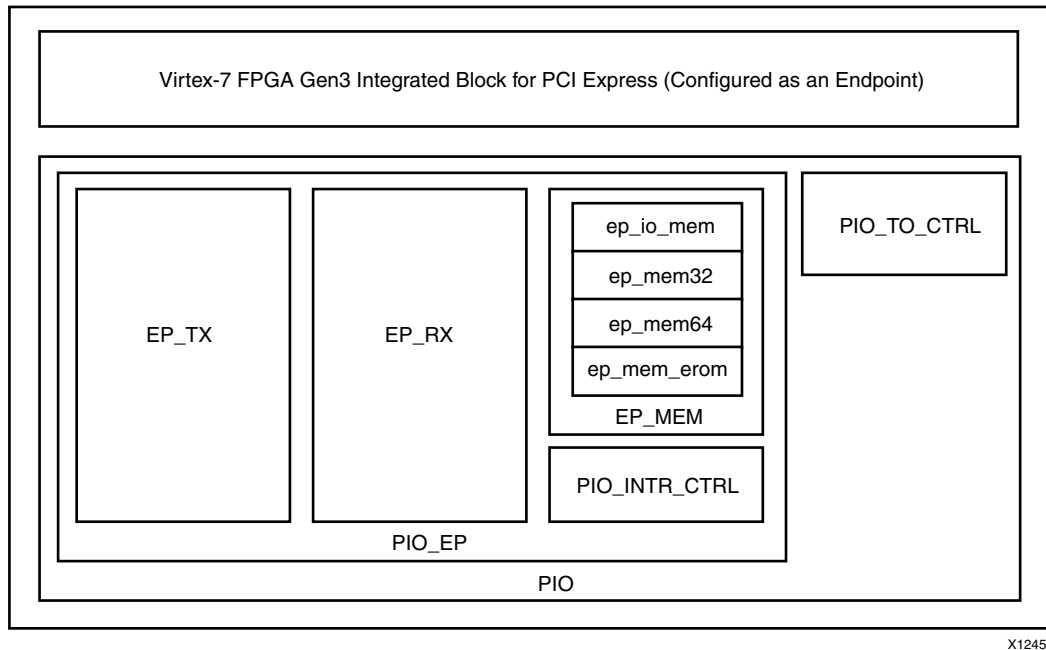 Virtex-7 FPGA Gen3 Integrated Block for PCI Express (Configured as an Endpoint)
EP_TX
EP_RX
ep_io_mem
ep_mem32
ep_mem64
ep_mem_erom
EP_MEM
PIO_INTR_CTRL
PIO_EP
PIO_TO_CTRL
PIO
X1245